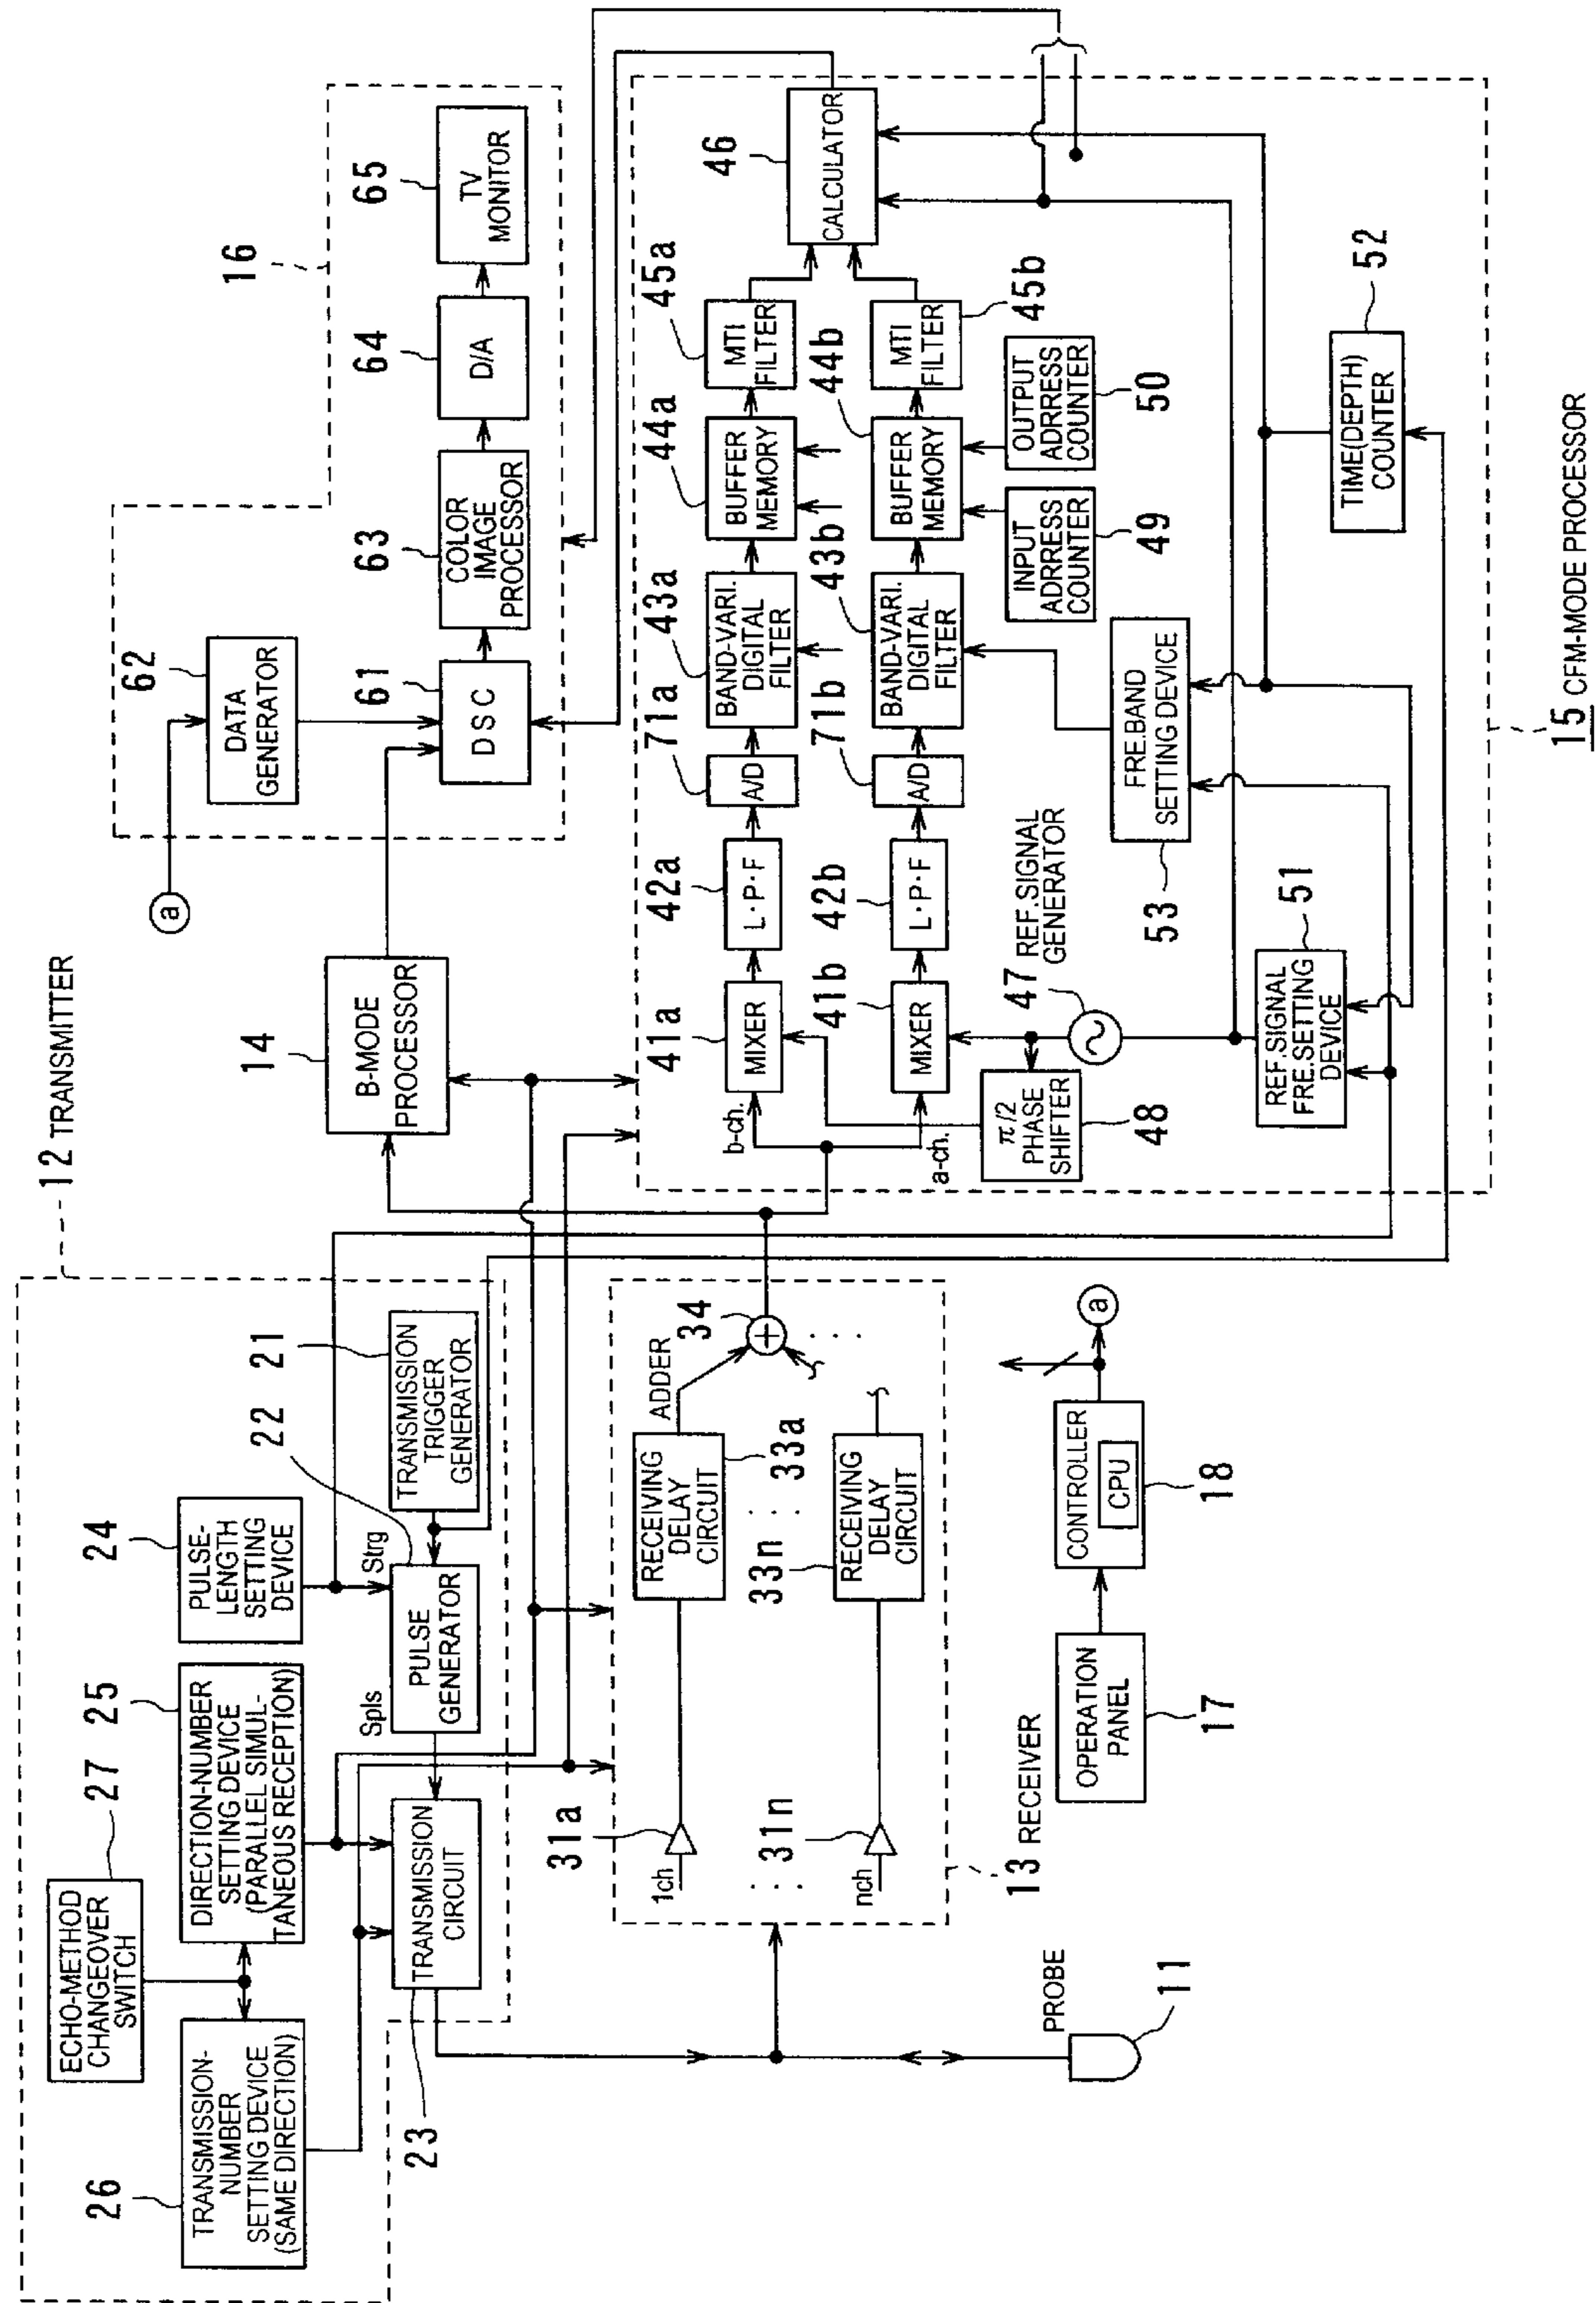 12 TRANSMITTER
27
ECHO-METHOD
CHANGEOVER
SWITCH
26
TRANSMISSION-
NUMBER
SETTING DEVICE
(SAME DIRECTION)
25
DIRECTION-NUMBER
SETTING DEVICE
(PARALLEL SIMUL-
TANEOUS RECEPTION)
24
PULSE-
LENGTH
SETTING
DEVICE
23
TRANSMISSION
CIRCUIT
Spls
PULSE
GENERATOR
Strg
22
21
TRANSMISSION
TRIGGER
GENERATOR
14
B-MODE
PROCESSOR
a
62
DATA
GENERATOR
16
61
DSC
63
COLOR
IMAGE
PROCESSOR
64
D/A
65
TV
MONITOR
31a
1ch
RECEIVING
DELAY
CIRCUIT
33a
ADDER
34
31n
nch
33n
RECEIVING
DELAY
CIRCUIT
13 RECEIVER
PROBE
11
OPERATION
PANEL
17
CONTROLLER
CPU
18
a
b-ch.
41a
MIXER
42a
L·P·F
71a
A/D
43a
BAND-VARI.
DIGITAL
FILTER
44a
BUFFER
MEMORY
45a
MTI
FILTER
46
CALCULATOR
a-ch.
41b
MIXER
42b
L·P·F
71b
A/D
43b
BAND-VARI.
DIGITAL
FILTER
44b
BUFFER
MEMORY
MTI
FILTER
45b
π/2
PHASE
SHIFTER
48
47
REF.SIGNAL
GENERATOR
INPUT
ADRRESS
COUNTER
49
OUTPUT
ADRRESS
COUNTER
50
REF.SIGNAL
FRE.SETTING
DEVICE
51
53
FRE.BAND
SETTING DEVICE
TIME(DEPTH)
COUNTER
52
15 CFM-MODE PROCESSOR